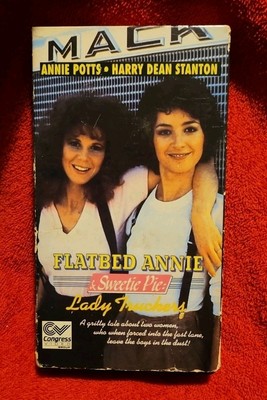 MACK
ANNIE POTTS • HARRY DEAN STANTON
FLATBED ANNIE
& Sweetie Pie:
Lady Truckers
A gritty tale about two women,
who when forced into the fast lane,
leave the boys in the dust!
CV
Congress